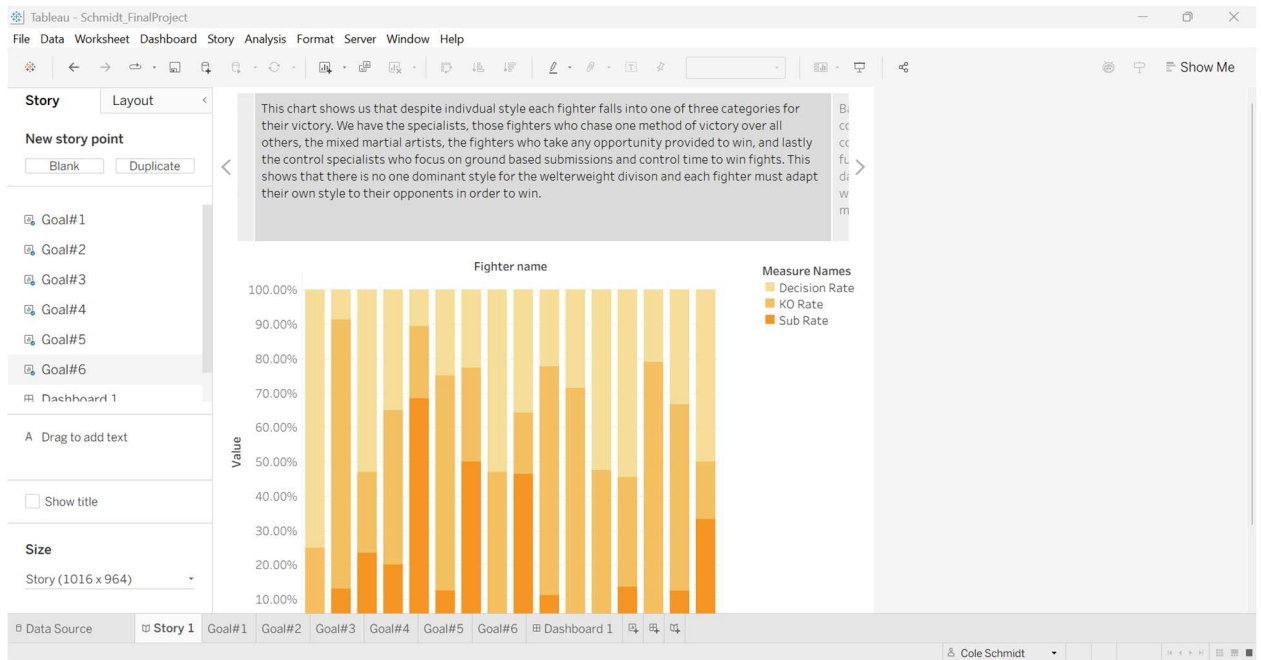 Tableau - Schmidt_FinalProject
File Data Worksheet Dashboard Story Analysis Format Server Window Help
Show Me
Story Layout
New story point
Blank Duplicate
Goal#1
Goal#2
Goal#3
Goal#4
Goal#5
Goal#6
Dashboard 1
A Drag to add text
Show title
Size
Story (1016 x 964)
This chart shows us that despite indivdual style each fighter falls into one of three categories for
their victory. We have the specialists, those fighters who chase one method of victory over all
others, the mixed martial artists, the fighters who take any opportunity provided to win, and lastly
the control specialists who focus on ground based submissions and control time to win fights. This
shows that there is no one dominant style for the welterweight divison and each fighter must adapt
their own style to their opponents in order to win.
Fighter name
Measure Names
Decision Rate
KO Rate
Sub Rate
Value
100.00%
90.00%
80.00%
70.00%
60.00%
50.00%
40.00%
30.00%
20.00%
10.00%
Data Source Story 1 Goal#1 Goal#2 Goal#3 Goal#4 Goal#5 Goal#6 Dashboard 1
Cole Schmidt